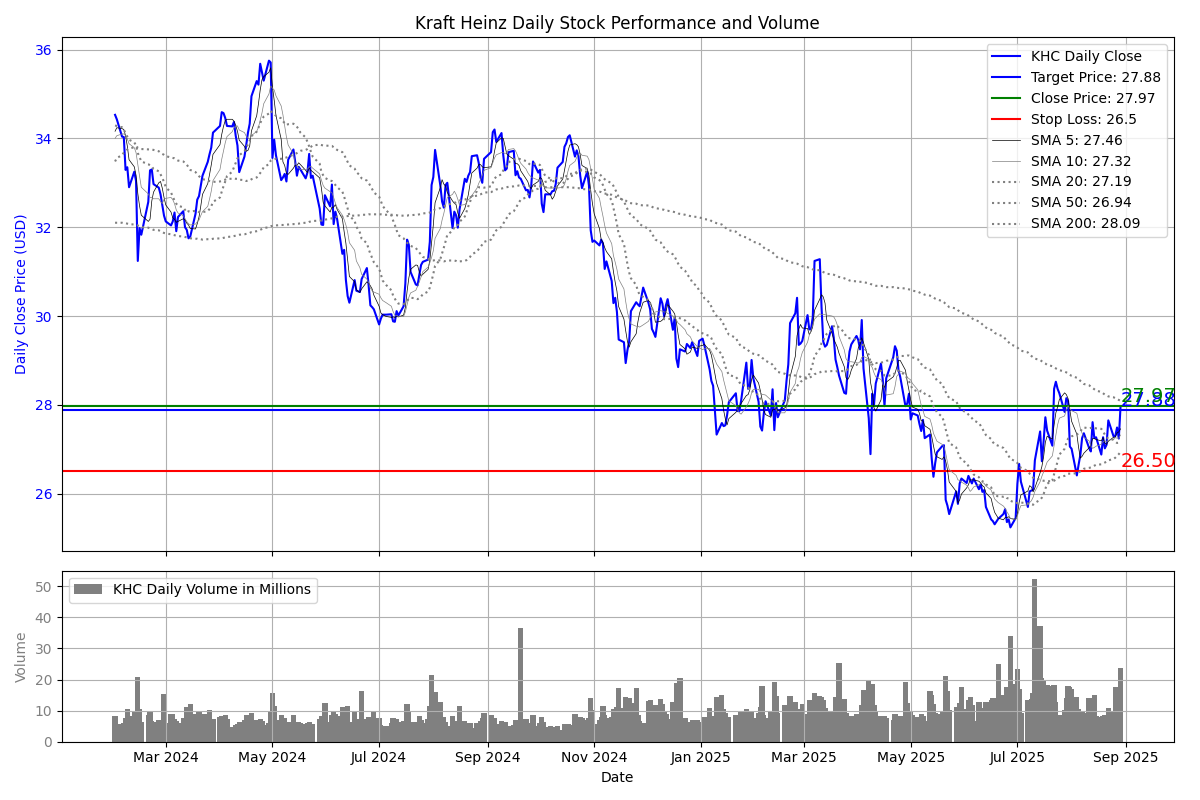 Kraft Heinz Daily Stock Performance and Volume
36
34
32
30
28
26
Daily Close Price (USD)
KHC Daily Close
Target Price: 27.88
Close Price: 27.97
Stop Loss: 26.5
SMA 5: 27.46
SMA 10: 27.32
SMA 20: 27.19
SMA 50: 26.94
SMA 200: 28.09
27.97
27.88
26.50
KHC Daily Volume in Millions
50
40
30
20
10
0
Volume
Mar 2024 May 2024 Jul 2024 Sep 2024 Nov 2024 Jan 2025 Mar 2025 May 2025 Jul 2025 Sep 2025
Date